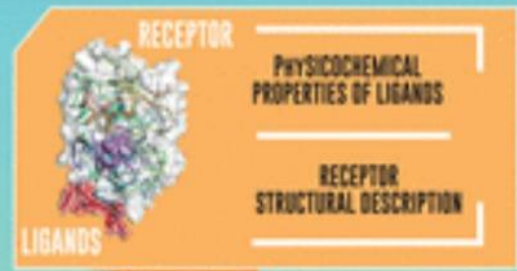 RECEPTOR
PHYSICOCHEMICAL
PROPERTIES OF LIGANDS
RECEPTOR
STRUCTURAL DESCRIPTION
LIGANDS